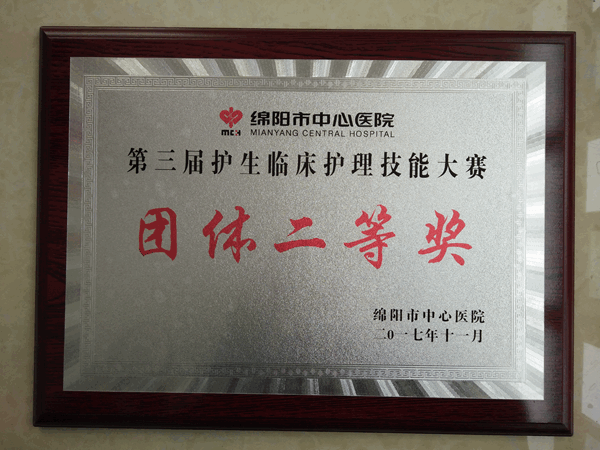 绵阳市中心医院
MCH
MIANYANG CENTRAL HOSPITAL
第三届护生临床护理技能大赛
团体二等奖
绵阳市中心医院
二0一七年十一月